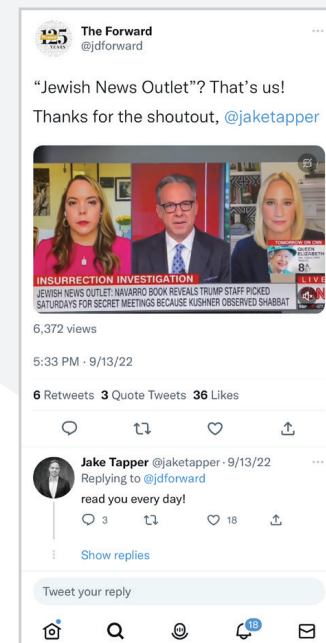 125
YEARS
The Forward
@jdforward
“Jewish News Outlet”? That’s us!
Thanks for the shoutout, @jaketapper
TOMORROW ON CNN
QUEEN
ELIZABETH
8A
INSURRECTION INVESTIGATION
LIVE
JEWISH NEWS OUTLET: NAVARRO BOOK REVEALS TRUMP STAFF PICKED
SATURDAYS FOR SECRET MEETINGS BECAUSE KUSHNER OBSERVED SHABBAT
6,372 views
5:33 PM · 9/13/22
6 Retweets 3 Quote Tweets 36 Likes
Jake Tapper @jaketapper · 9/13/22
Replying to @jdforward
read you every day!
3 18
Show replies
Tweet your reply
18